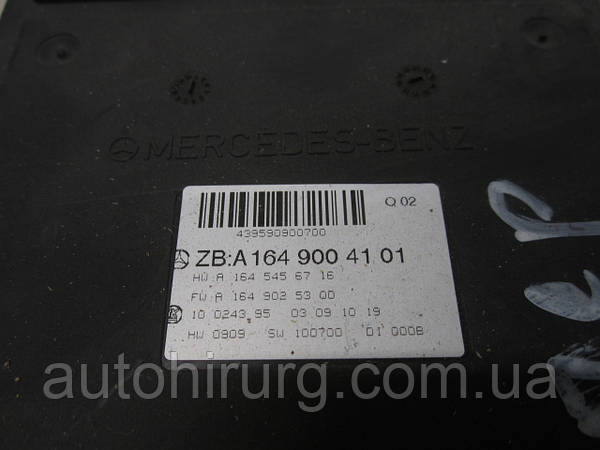 MERCEDES-BENZ
Q 02
439590900700
ZB:A 164 900 41 01
HW:A 164 545 67 16
FW:A 164 902 53 00
10 0243 95 03 09 10 19
HW 0909 SW 100700 01 0008
autohirurg.com.ua